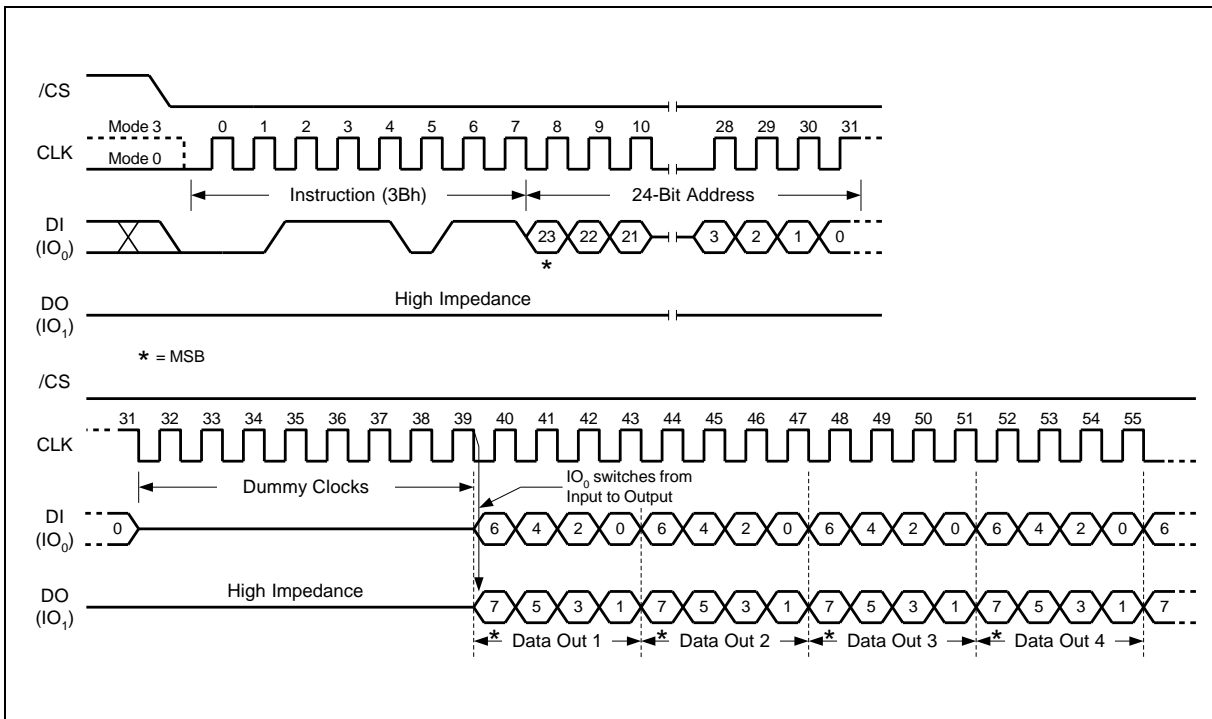 /CS
Mode 3 0 1 2 3 4 5 6 7 8 9 10 28 29 30 31
CLK
Mode 0
Instruction (3Bh) 24-Bit Address
DI
(IO0) 23 22 21 3 2 1 0
*
High Impedance
DO
(IO1)
* = MSB
/CS
31 32 33 34 35 36 37 38 39 40 41 42 43 44 45 46 47 48 49 50 51 52 53 54 55
CLK
Dummy Clocks
IO0 switches from
Input to Output
DI
(IO0) 0 6 4 2 0 6 4 2 0 6 4 2 0 6 4 2 0 6
High Impedance
DO
(IO1) 7 5 3 1 7 5 3 1 7 5 3 1 7 5 3 1 7
* Data Out 1 * Data Out 2 * Data Out 3 * Data Out 4